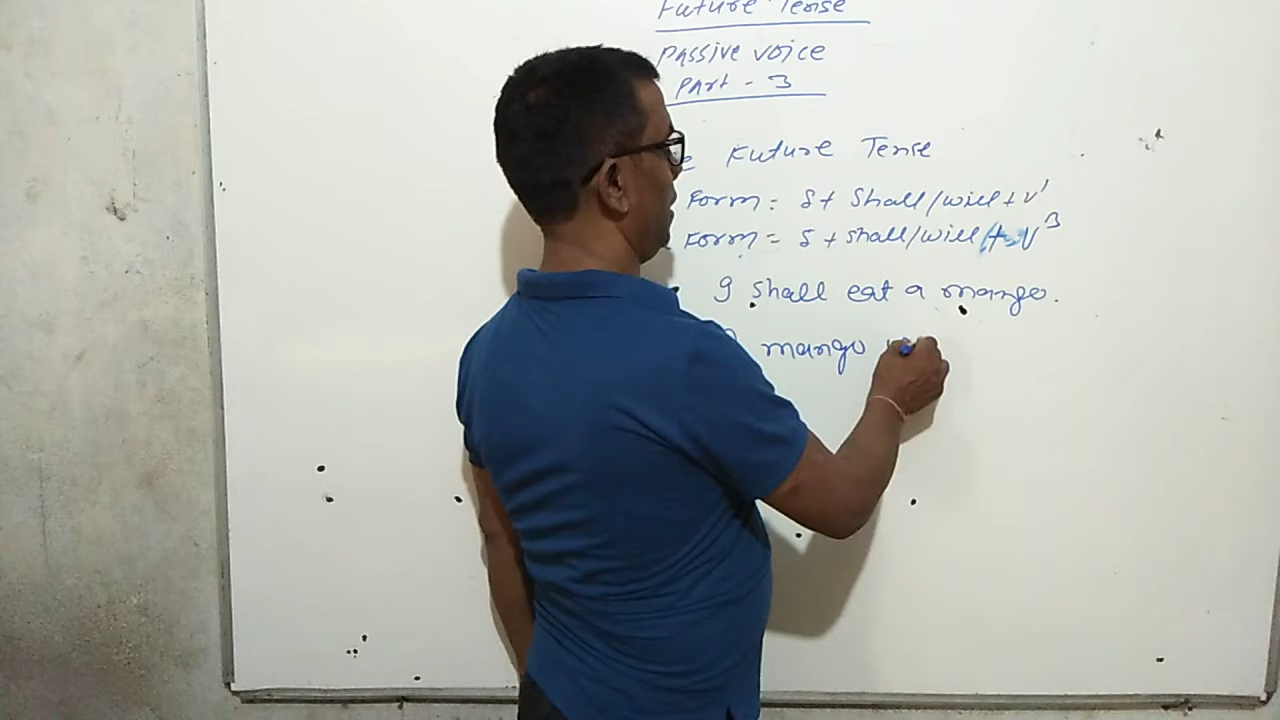 Future Tense
Passive voice
Part - 3
Future Tense
Form = S + Shall/will + V¹
Form = S + shall/will + V³
I shall eat a mango.
mango